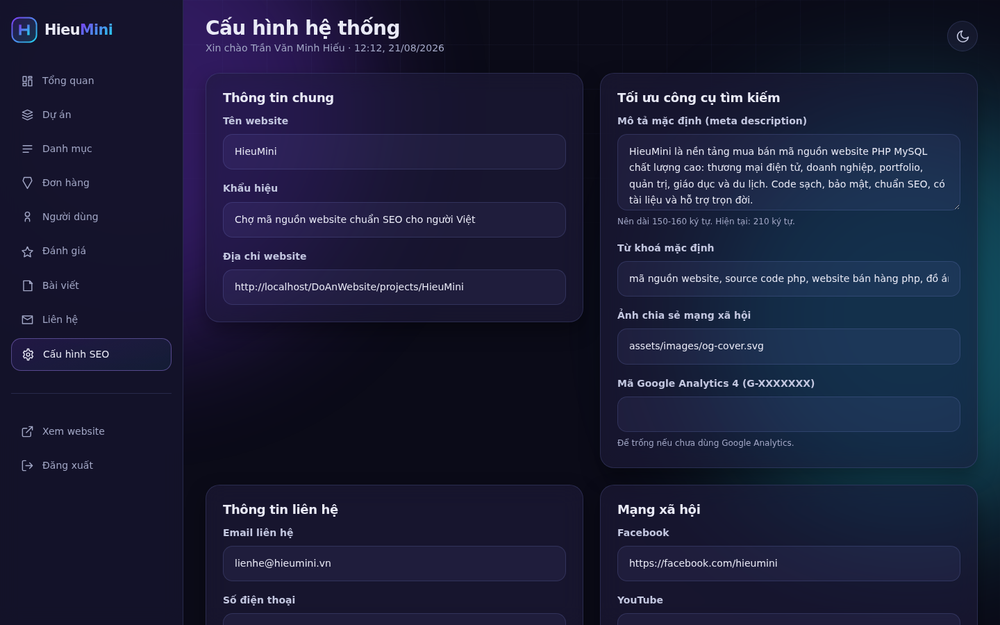 HieuMini
Tổng quan
Dự án
Danh mục
Đơn hàng
Người dùng
Đánh giá
Bài viết
Liên hệ
Cấu hình SEO
Xem website
Đăng xuất
Cấu hình hệ thống
Xin chào Trần Văn Minh Hiếu · 12:12, 21/08/2026
Thông tin chung
Tên website
HieuMini
Khẩu hiệu
Chợ mã nguồn website chuẩn SEO cho người Việt
Địa chỉ website
http://localhost/DoAnWebsite/projects/HieuMini
Tối ưu công cụ tìm kiếm
Mô tả mặc định (meta description)
HieuMini là nền tảng mua bán mã nguồn website PHP MySQL
chất lượng cao: thương mại điện tử, doanh nghiệp, portfolio,
quản trị, giáo dục và du lịch. Code sạch, bảo mật, chuẩn SEO, có
tài liệu và hỗ trợ trọn đời.
Nên dài 150-160 ký tự. Hiện tại: 210 ký tự.
Từ khoá mặc định
mã nguồn website, source code php, website bán hàng php, đồ
Ảnh chia sẻ mạng xã hội
assets/images/og-cover.svg
Mã Google Analytics 4 (G-XXXXXXX)
Để trống nếu chưa dùng Google Analytics.
Thông tin liên hệ
Email liên hệ
lienhe@hieumini.vn
Số điện thoại
Mạng xã hội
Facebook
https://facebook.com/hieumini
YouTube